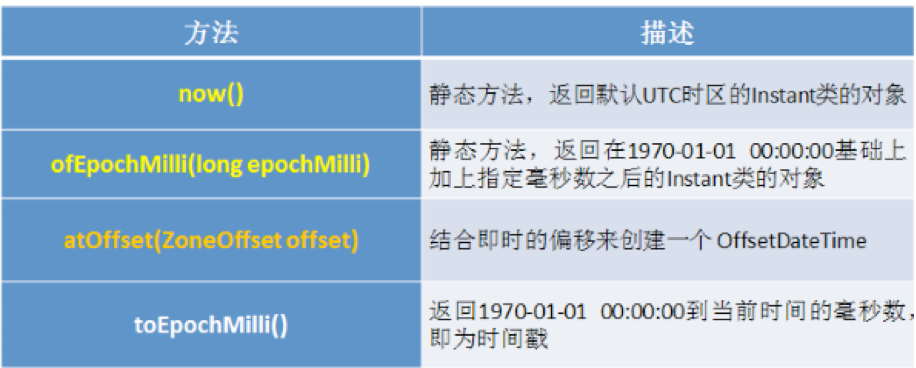 方法
描述
now()
静态方法，返回默认UTC时区的Instant类的对象
ofEpochMilli(long epochMilli)
静态方法，返回在1970-01-01 00:00:00基础上
加上指定毫秒数之后的Instant类的对象
atOffset(ZoneOffset offset)
结合即时的偏移来创建一个 OffsetDateTime
toEpochMilli()
返回1970-01-01 00:00:00到当前时间的毫秒数，
即为时间戳